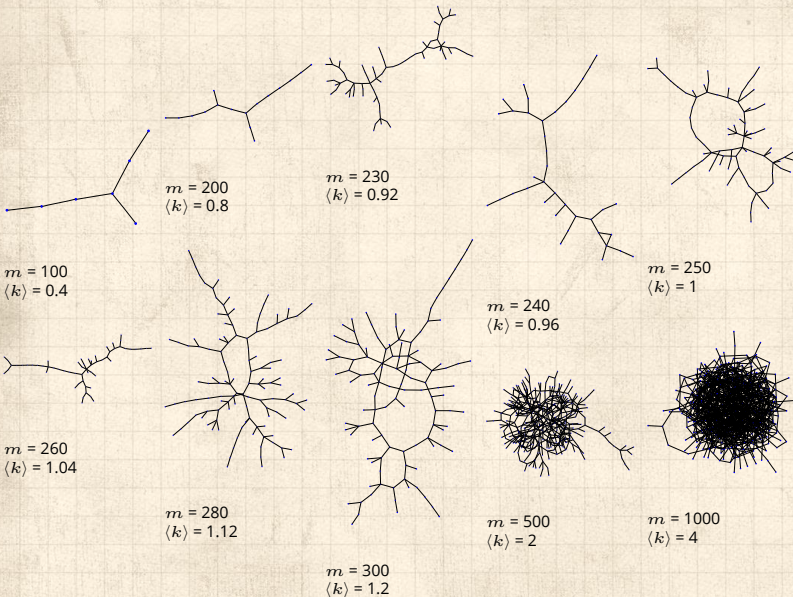 m = 100
⟨k⟩ = 0.4
m = 200
⟨k⟩ = 0.8
m = 230
⟨k⟩ = 0.92
m = 240
⟨k⟩ = 0.96
m = 250
⟨k⟩ = 1
m = 260
⟨k⟩ = 1.04
m = 280
⟨k⟩ = 1.12
m = 300
⟨k⟩ = 1.2
m = 500
⟨k⟩ = 2
m = 1000
⟨k⟩ = 4